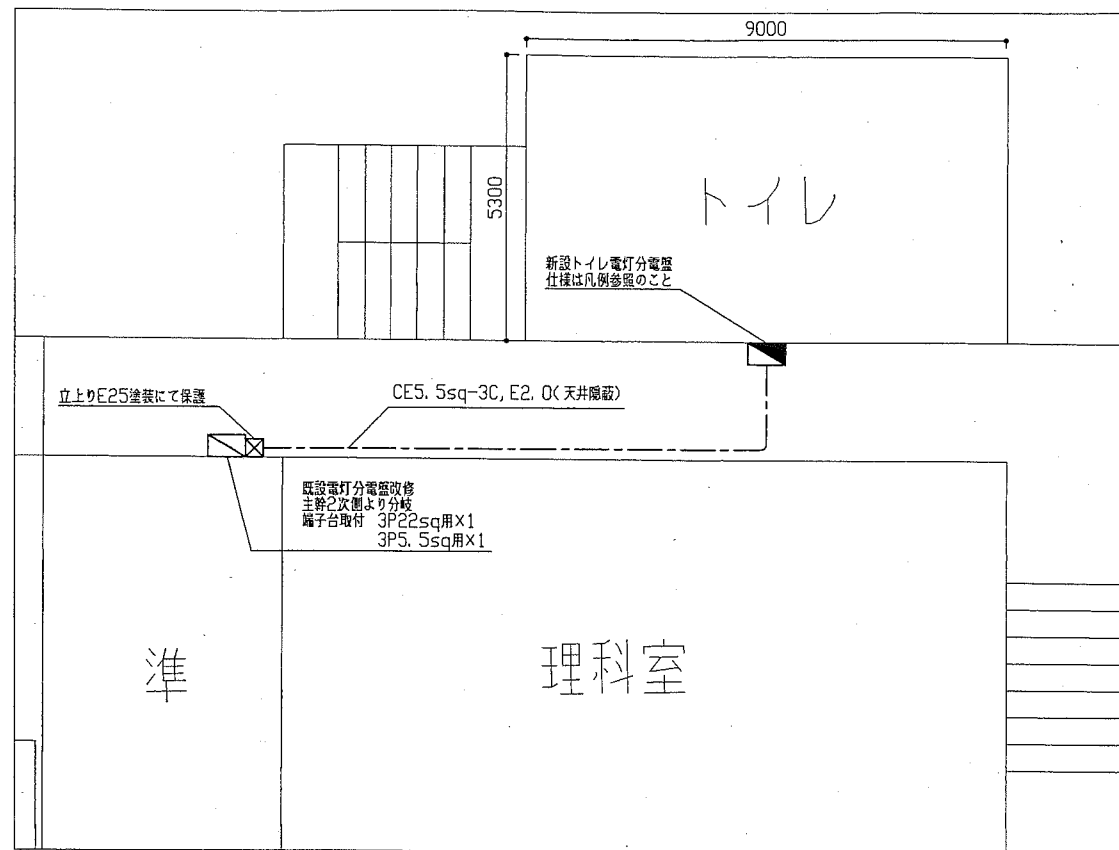 9000
5300
トイレ
新設トイレ電灯分電盤
仕様は凡例参照のこと
立上りE25塗装にて保護
CE5.5sq-3C,E2.0(天井隠蔽)
既設電灯分電盤改修
主幹2次側より分岐
端子台取付 3P22sq用×1
3P5.5sq用×1
準
理科室